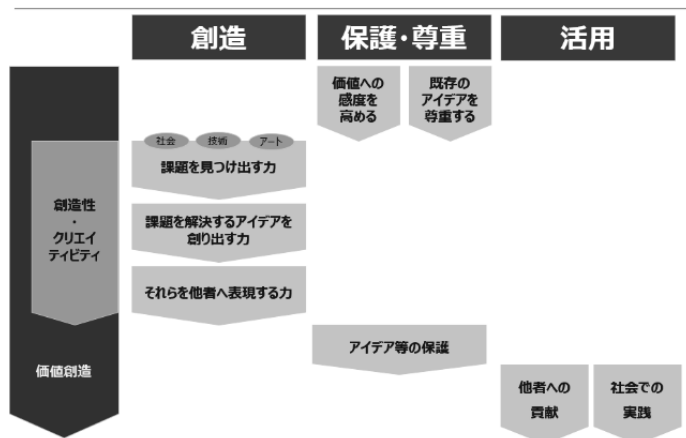 創造
保護・尊重
活用
価値への
感度を
高める
既存の
アイデアを
尊重する
社会
技術
アート
課題を見つけ出す力
創造性
・
クリエイ
ティビティ
課題を解決するアイデアを
創り出す力
それらを他者へ表現する力
アイデア等の保護
価値創造
他者への
貢献
社会での
実践